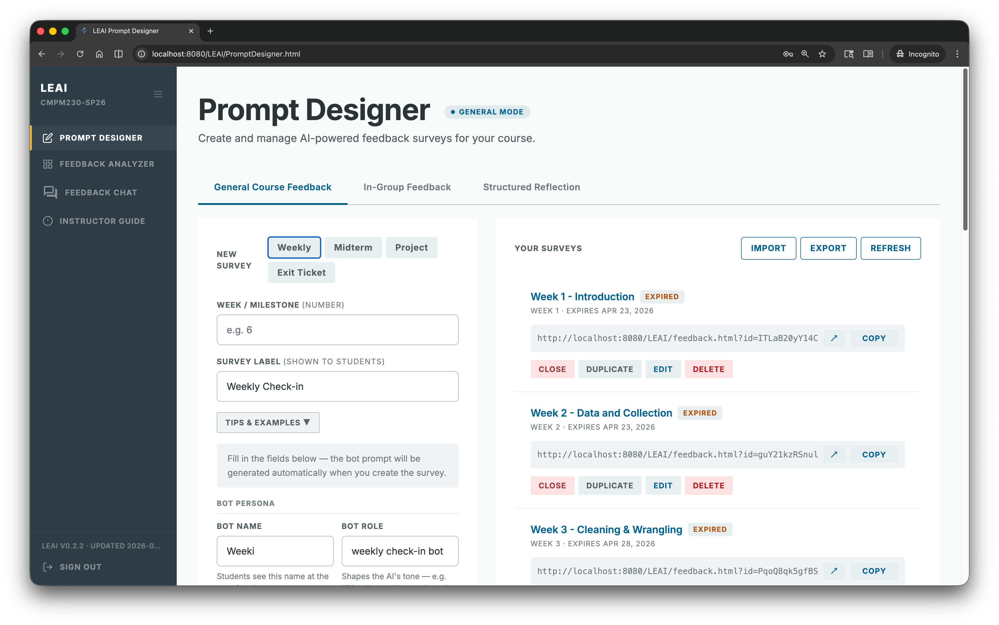 LEAI Prompt Designer
localhost:8080/LEAI/PromptDesigner.html
Incognito
LEAI
CMPM230-SP26
PROMPT DESIGNER
FEEDBACK ANALYZER
FEEDBACK CHAT
INSTRUCTOR GUIDE
LEAI V0.2.2 · UPDATED 2026-0...
SIGN OUT
Prompt Designer
GENERAL MODE
Create and manage AI-powered feedback surveys for your course.
General Course Feedback
In-Group Feedback
Structured Reflection
NEW
SURVEY
Weekly
Midterm
Project
Exit Ticket
WEEK / MILESTONE (NUMBER)
e.g. 6
SURVEY LABEL (SHOWN TO STUDENTS)
Weekly Check-in
TIPS & EXAMPLES ▼
Fill in the fields below — the bot prompt will be
generated automatically when you create the survey.
BOT PERSONA
BOT NAME
Weeki
Students see this name at the
BOT ROLE
weekly check-in bot
Shapes the AI's tone — e.g.
YOUR SURVEYS
IMPORT
EXPORT
REFRESH
Week 1 - Introduction
EXPIRED
WEEK 1 · EXPIRES APR 23, 2026
http://localhost:8080/LEAI/feedback.html?id=ITLaB20yY14C
↗
COPY
CLOSE
DUPLICATE
EDIT
DELETE
Week 2 - Data and Collection
EXPIRED
WEEK 2 · EXPIRES APR 23, 2026
http://localhost:8080/LEAI/feedback.html?id=guY21kzRSnul
↗
COPY
CLOSE
DUPLICATE
EDIT
DELETE
Week 3 - Cleaning & Wrangling
EXPIRED
WEEK 3 · EXPIRES APR 28, 2026
http://localhost:8080/LEAI/feedback.html?id=PqoQ8qk5gfBS
↗
COPY